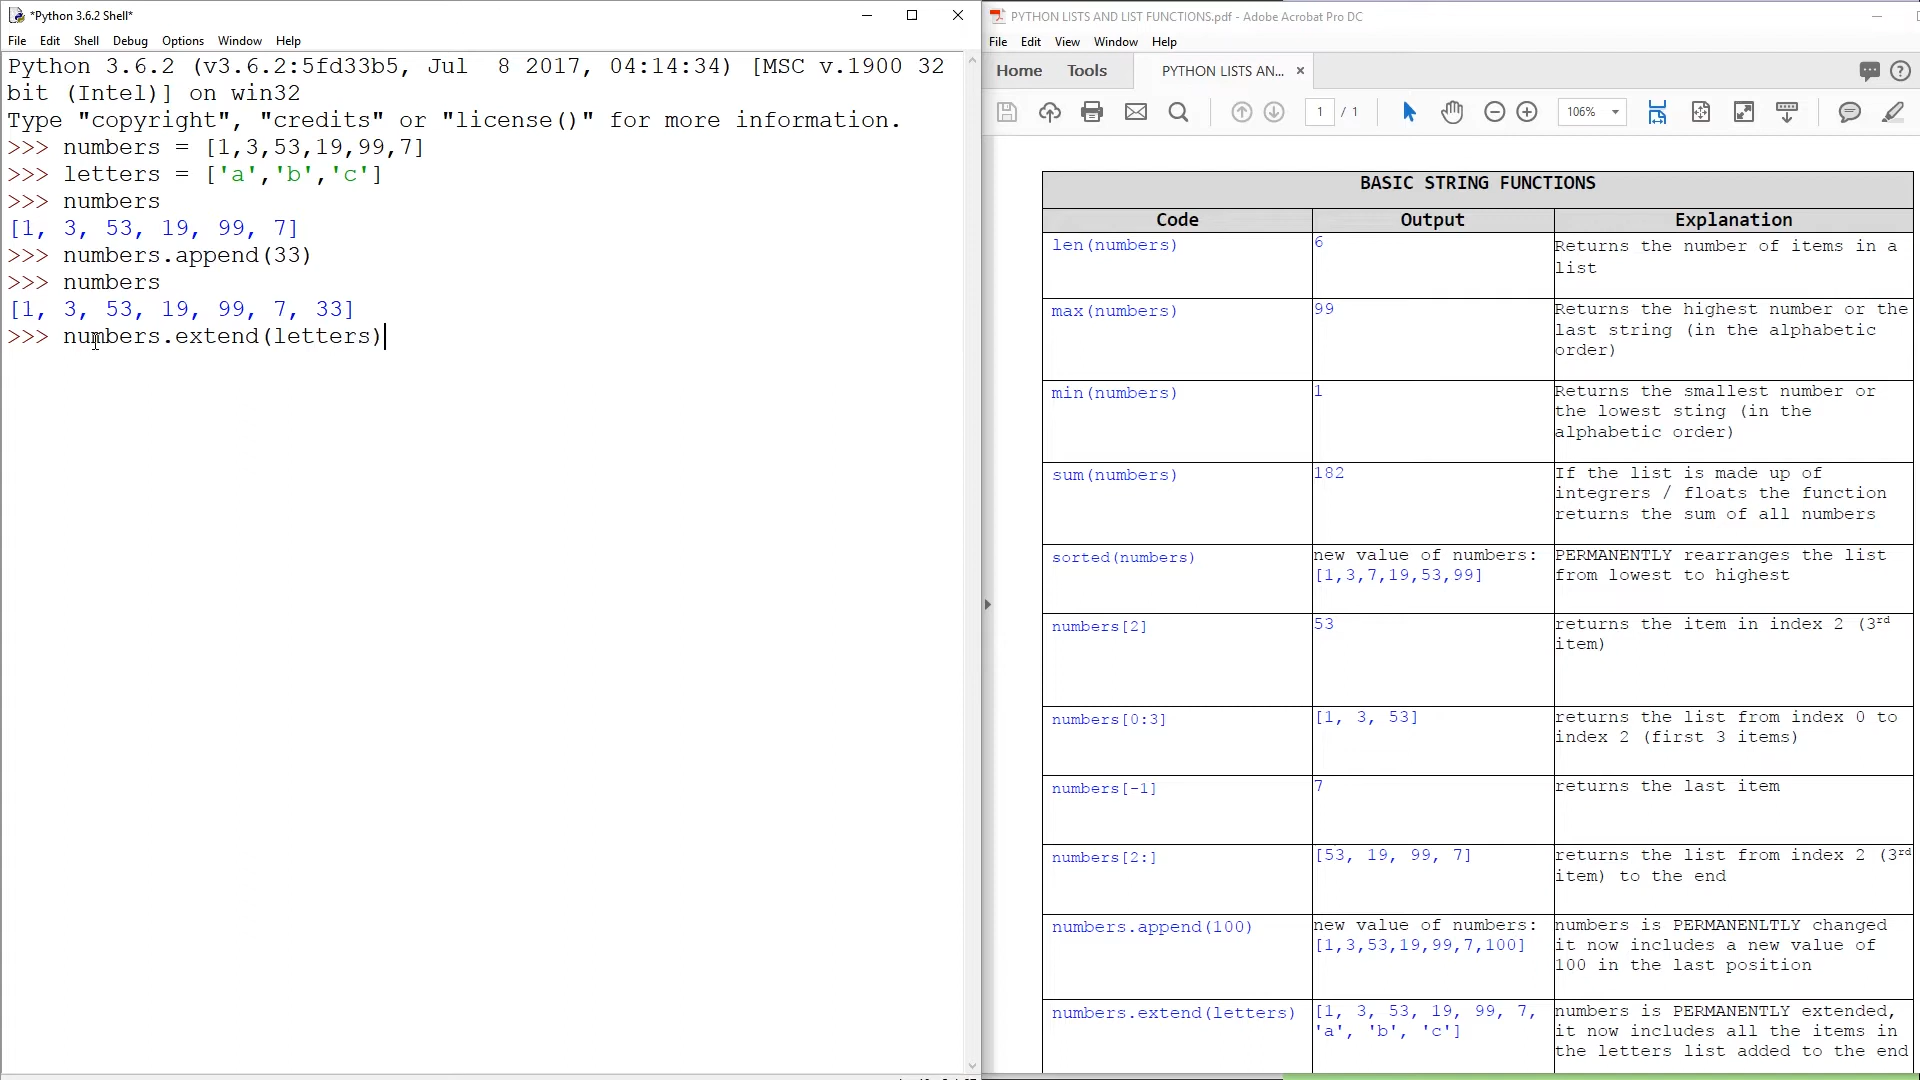 *Python 3.6.2 Shell*
File Edit Shell Debug Options Window Help
Python 3.6.2 (v3.6.2:5fd33b5, Jul  8 2017, 04:14:34) [MSC v.1900 32
bit (Intel)] on win32
Type "copyright", "credits" or "license()" for more information.
>>> numbers = [1,3,53,19,99,7]
>>> letters = ['a','b','c']
>>> numbers
[1, 3, 53, 19, 99, 7]
>>> numbers.append(33)
>>> numbers
[1, 3, 53, 19, 99, 7, 33]
>>> numbers.extend(letters)
PYTHON LISTS AND LIST FUNCTIONS.pdf - Adobe Acrobat Pro DC
File Edit View Window Help
Home Tools PYTHON LISTS AN... ×
1 / 1 106%
BASIC STRING FUNCTIONS
Code Output Explanation
len(numbers)
6
Returns the number of items in a
list
max(numbers)
99
Returns the highest number or the
last string (in the alphabetic
order)
min(numbers)
1
Returns the smallest number or
the lowest sting (in the
alphabetic order)
sum(numbers)
182
If the list is made up of
integrers / floats the function
returns the sum of all numbers
sorted(numbers)
new value of numbers:
[1,3,7,19,53,99]
PERMANENTLY rearranges the list
from lowest to highest
numbers[2]
53
returns the item in index 2 (3rd
item)
numbers[0:3]
[1, 3, 53]
returns the list from index 0 to
index 2 (first 3 items)
numbers[-1]
7
returns the last item
numbers[2:]
[53, 19, 99, 7]
returns the list from index 2 (3rd
item) to the end
numbers.append(100)
new value of numbers:
[1,3,53,19,99,7,100]
numbers is PERMANENLTLY changed
it now includes a new value of
100 in the last position
numbers.extend(letters)
[1, 3, 53, 19, 99, 7,
'a', 'b', 'c']
numbers is PERMANENTLY extended,
it now includes all the items in
the letters list added to the end